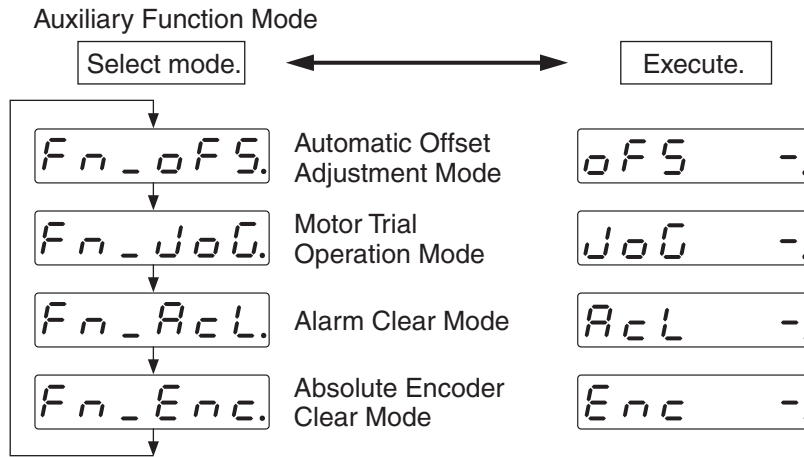 Auxiliary Function Mode
Select mode.
Execute.
Fn_oFS.
Automatic Offset
Adjustment Mode
oFS -.
Fn_JoG.
Motor Trial
Operation Mode
JoG -.
Fn_AcL.
Alarm Clear Mode
AcL -.
Fn_Enc.
Absolute Encoder
Clear Mode
Enc -.